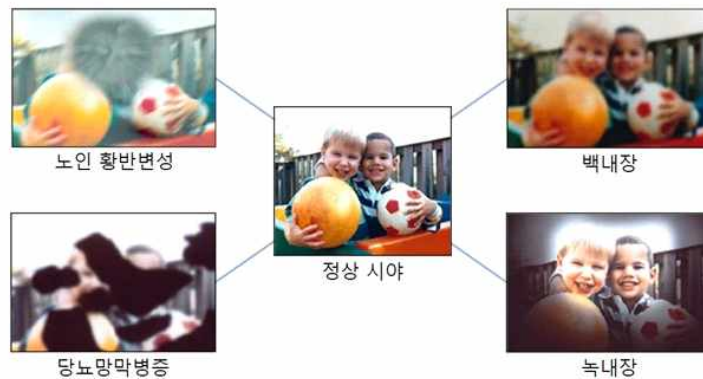 노인 황반변성
백내장
정상 시야
당뇨망막병증
녹내장